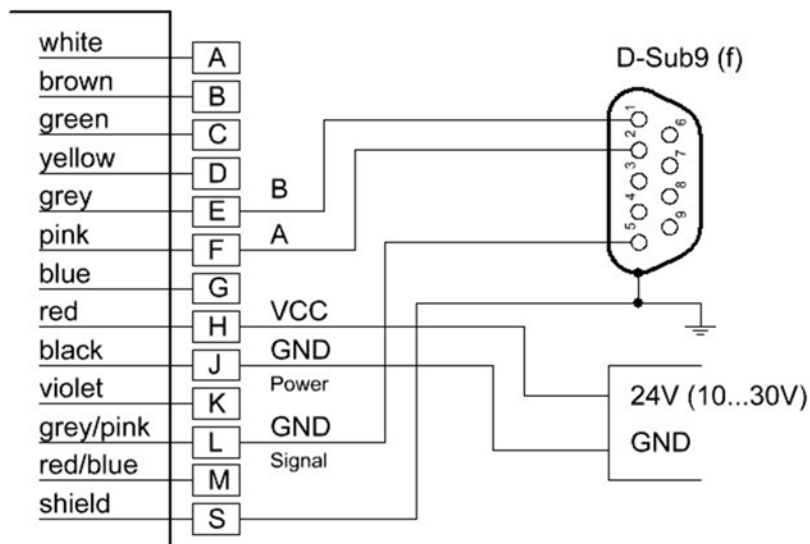 white A
brown B
green C
yellow D
grey E B
pink F A
blue G
red H VCC
black J GND
Power
violet K
grey/pink L GND
Signal
red/blue M
shield S
D-Sub9 (f)
1
2
3
4
5
6
7
8
9
24V (10...30V)
GND